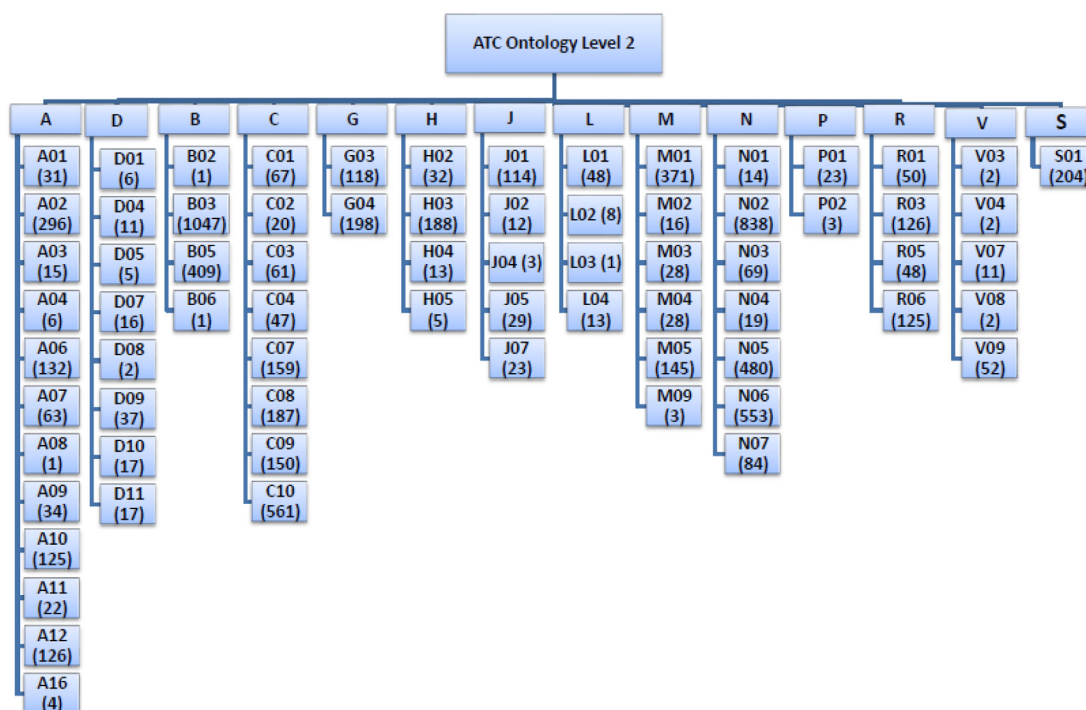 ATC Ontology Level 2
A
A01
(31)
A02
(296)
A03
(15)
A04
(6)
A06
(132)
A07
(63)
A08
(1)
A09
(34)
A10
(125)
A11
(22)
A12
(126)
A16
(4)
D
D01
(6)
D04
(11)
D05
(5)
D07
(16)
D08
(2)
D09
(37)
D10
(17)
D11
(17)
B
B02
(1)
B03
(1047)
B05
(409)
B06
(1)
C
C01
(67)
C02
(20)
C03
(61)
C04
(47)
C07
(159)
C08
(187)
C09
(150)
C10
(561)
G
G03
(118)
G04
(198)
H
H02
(32)
H03
(188)
H04
(13)
H05
(5)
J
J01
(114)
J02
(12)
J04 (3)
J05
(29)
J07
(23)
L
L01
(48)
L02 (8)
L03 (1)
L04
(13)
M
M01
(371)
M02
(16)
M03
(28)
M04
(28)
M05
(145)
M09
(3)
N
N01
(14)
N02
(838)
N03
(69)
N04
(19)
N05
(480)
N06
(553)
N07
(84)
P
P01
(23)
P02
(3)
R
R01
(50)
R03
(126)
R05
(48)
R06
(125)
V
V03
(2)
V04
(2)
V07
(11)
V08
(2)
V09
(52)
S
S01
(204)